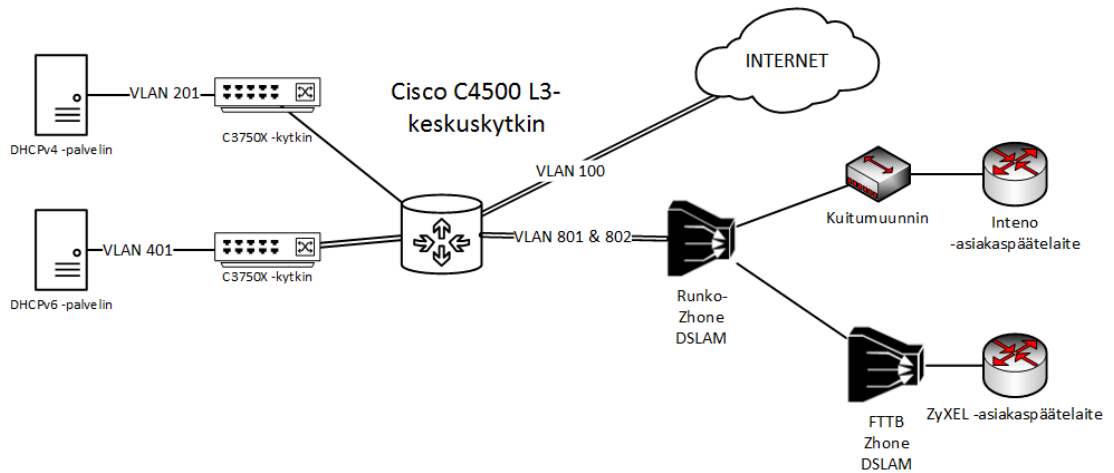 INTERNET
VLAN 201
Cisco C4500 L3-
keskuskytkin
DHCPv4 -palvelin
C3750X -kytkin
VLAN 100
Kuitumuunnin
Inteno
-asiakaspäätelaite
VLAN 401
VLAN 801 & 802
DHCPv6 -palvelin
C3750X -kytkin
Runko-
Zhone
DSLAM
FTTB
Zhone
DSLAM
ZyXEL -asiakaspäätelaite